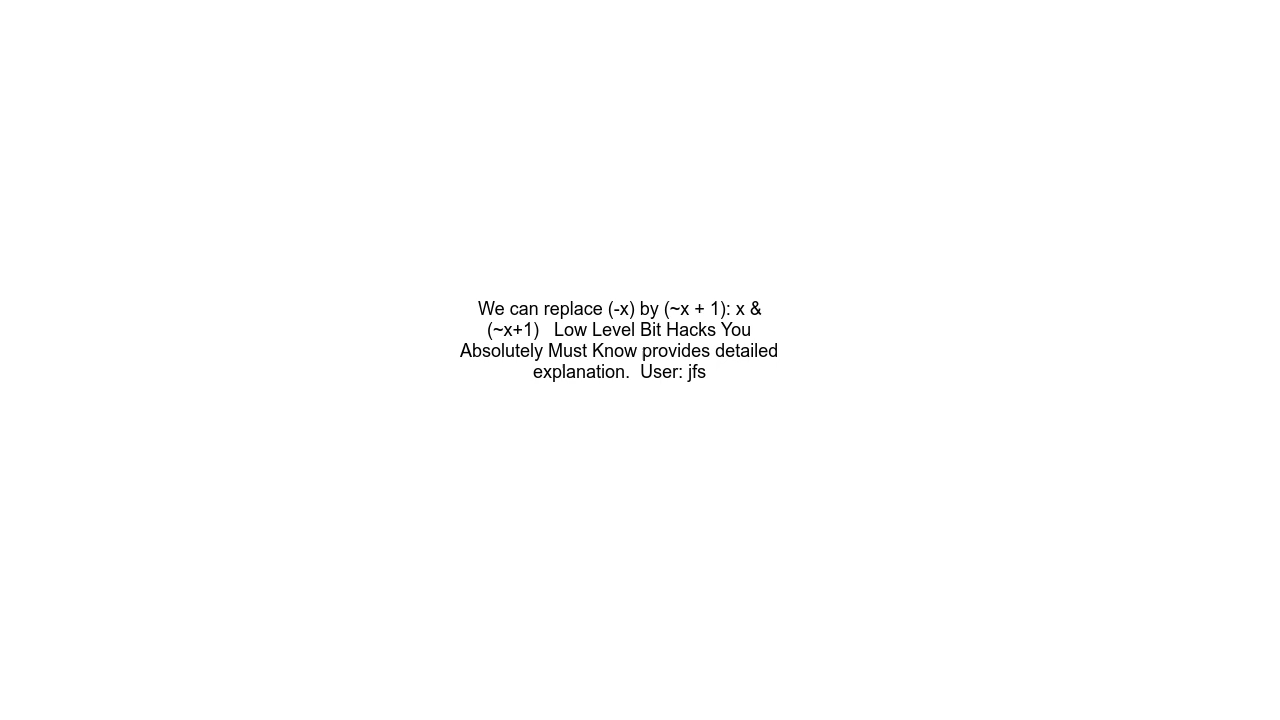 We can replace (-x) by (~x + 1): x &
(~x+1)   Low Level Bit Hacks You
Absolutely Must Know provides detailed
explanation.  User: jfs